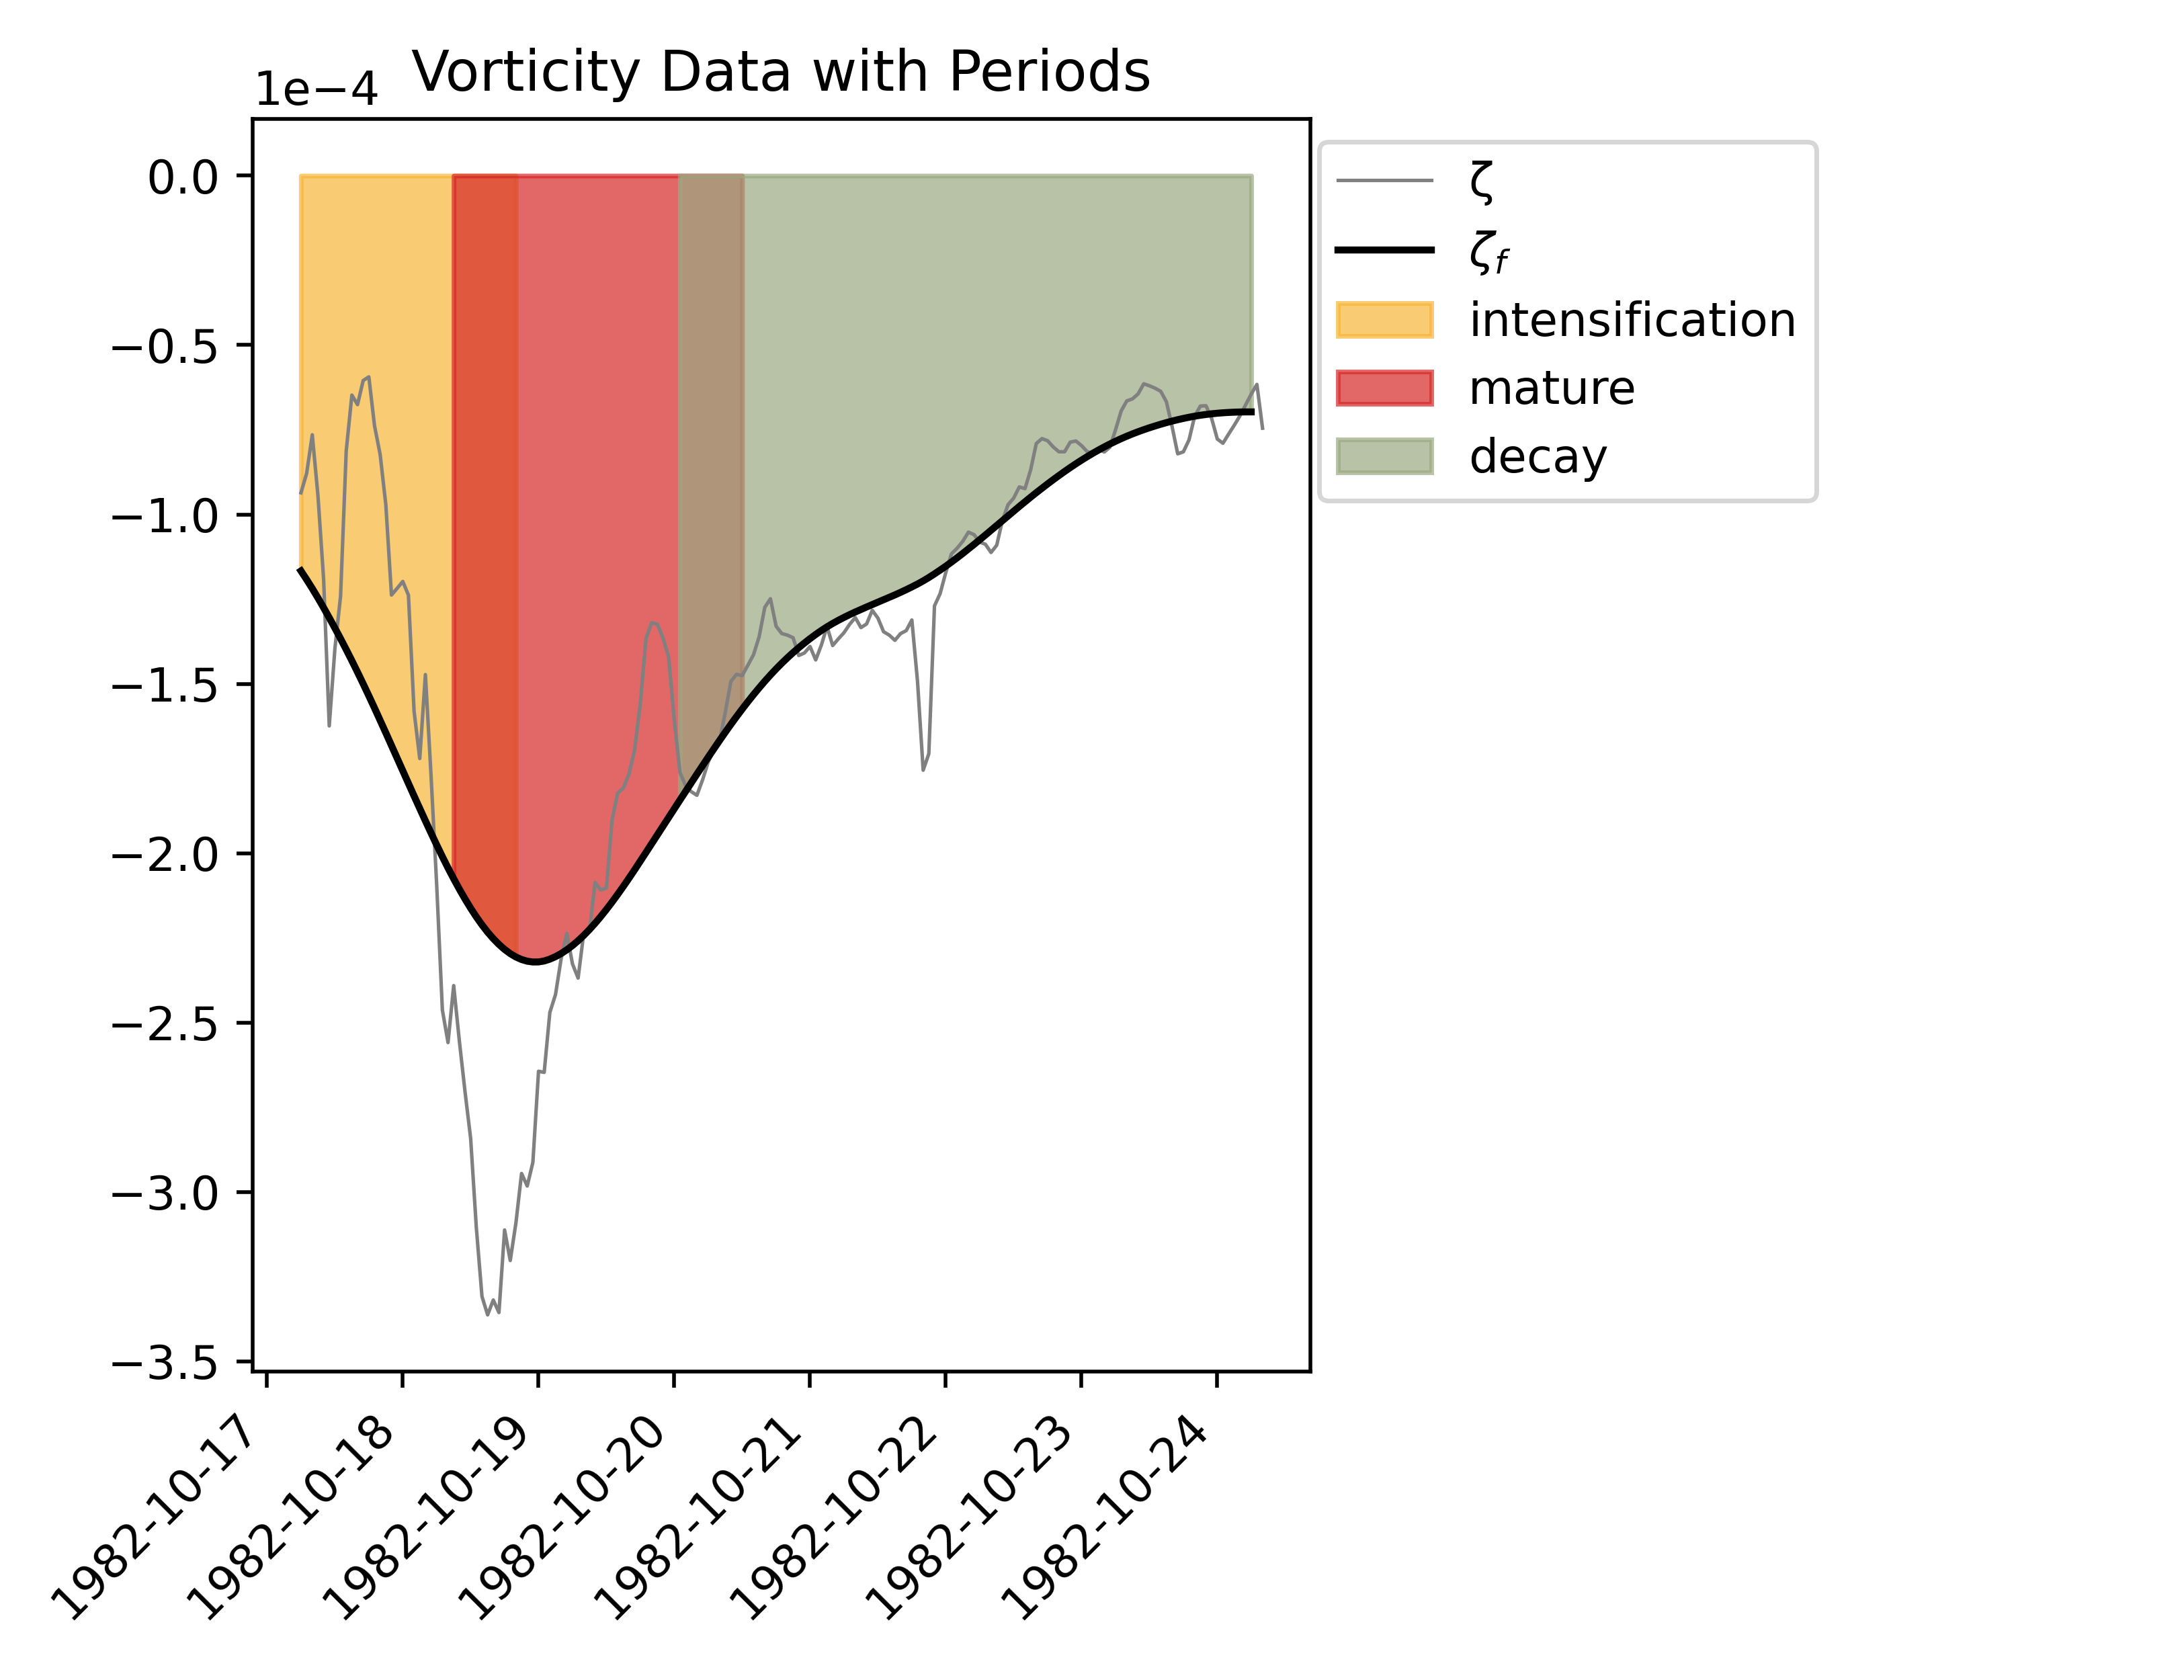 Vorticity Data with Periods
1e−4
0.0
−0.5
−1.0
−1.5
−2.0
−2.5
−3.0
−3.5
1982-10-17
1982-10-18
1982-10-19
1982-10-20
1982-10-21
1982-10-22
1982-10-23
1982-10-24
ζ
ζf
intensification
mature
decay